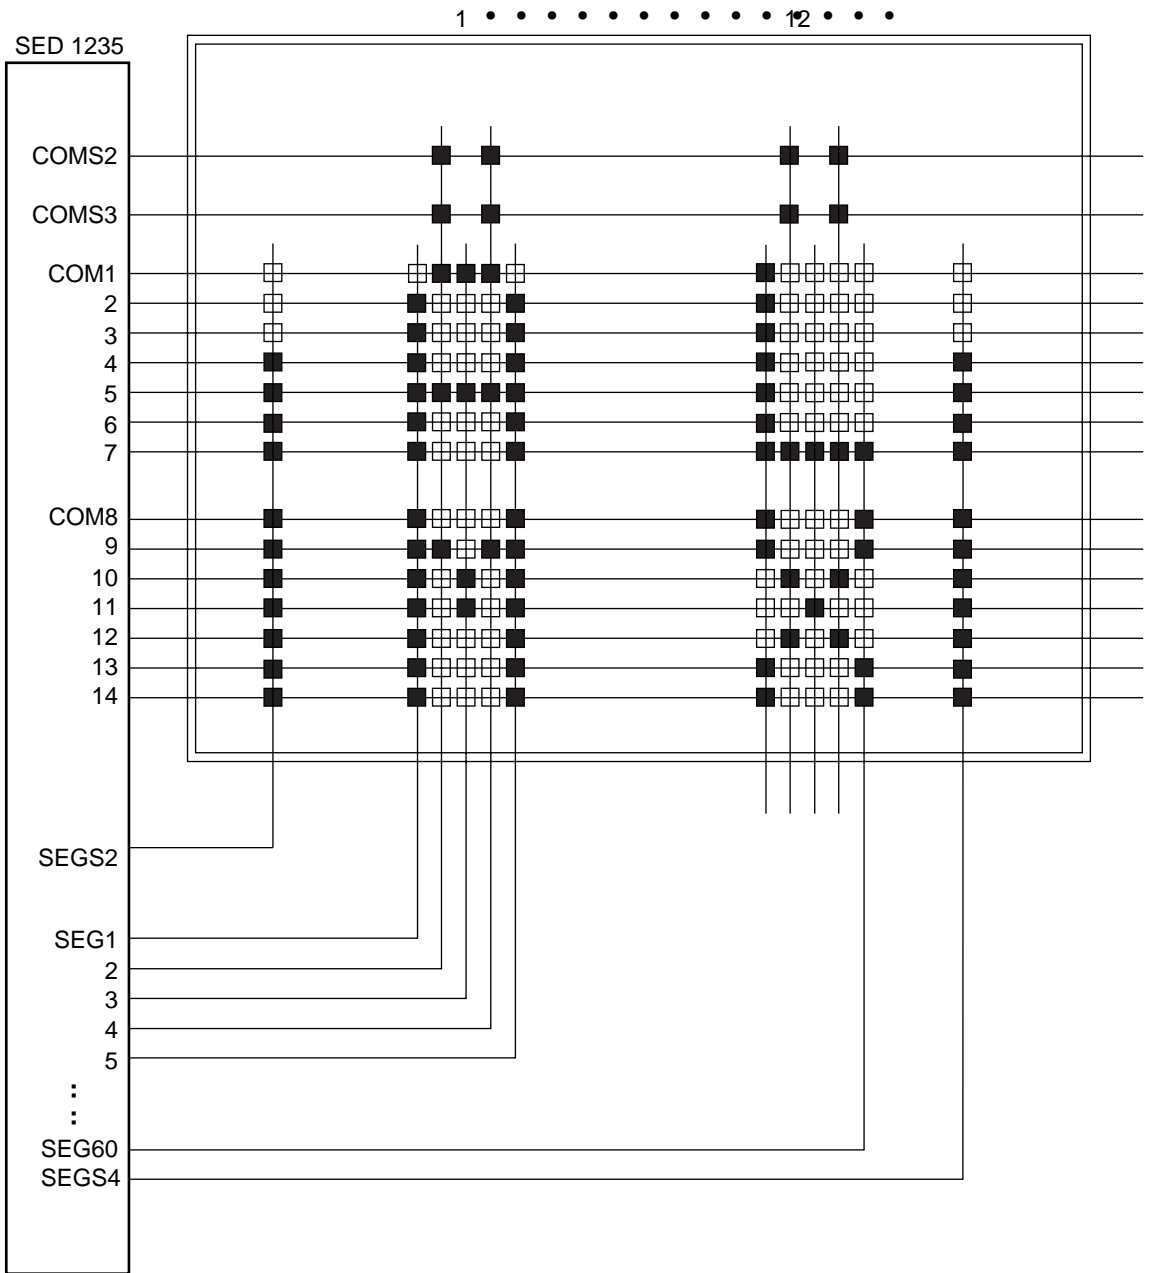 1 • • • • • • • • • • 12 • • • •
SED 1235
COMS2
COMS3
COM1
2
3
4
5
6
7
COM8
9
10
11
12
13
14
SEGS2
SEG1
2
3
4
5
SEG60
SEGS4